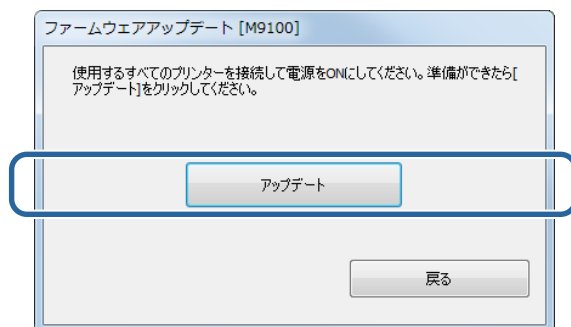 ファームウェアアップデート [M9100]
使用するすべてのプリンターを接続して電源をONにしてください。準備ができたら[
アップデート]をクリックしてください。
アップデート
戻る